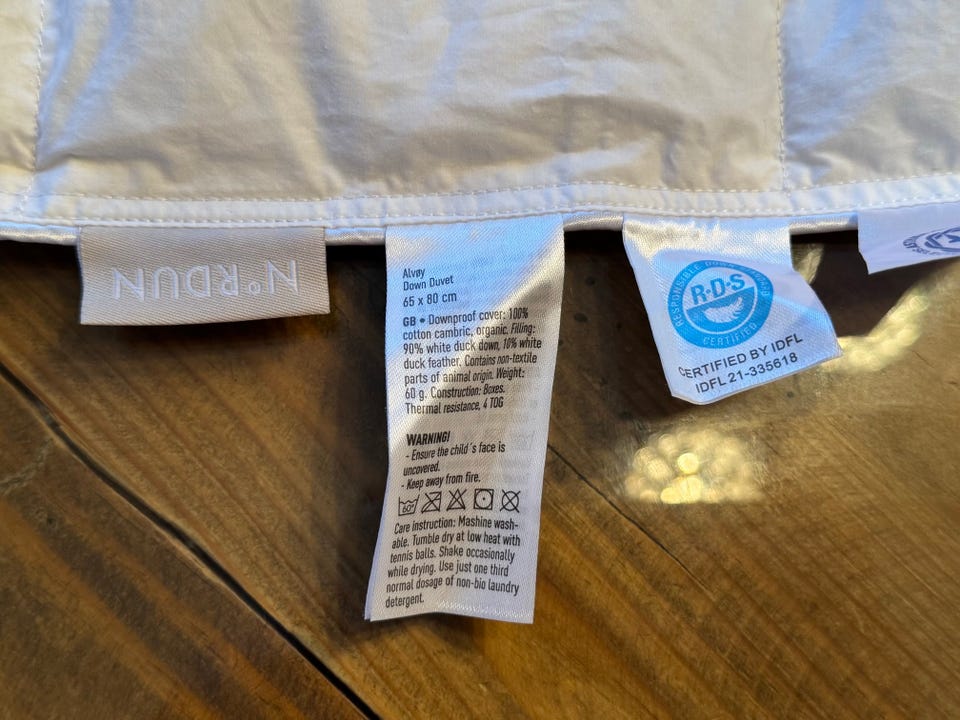 N°RDUN
Alvøy
Down Duvet
65 x 80 cm
GB • Downproof cover: 100%
cotton cambric, organic. Filling:
90% white duck down, 10% white
duck feather. Contains non-textile
parts of animal origin. Weight:
60 g. Construction: Boxes.
Thermal resistance, 4 TOG
WARNING!
- Ensure the child´s face is
uncovered.
- Keep away from fire.
60°
Care instruction: Mashine wash-
able. Tumble dry at low heat with
tennis balls. Shake occasionally
while drying. Use just one third
normal dosage of non-bio laundry
detergent.
RESPONSIBLE DOWN STANDARD
R·D·S
CERTIFIED
CERTIFIED BY IDFL
IDFL 21-335618